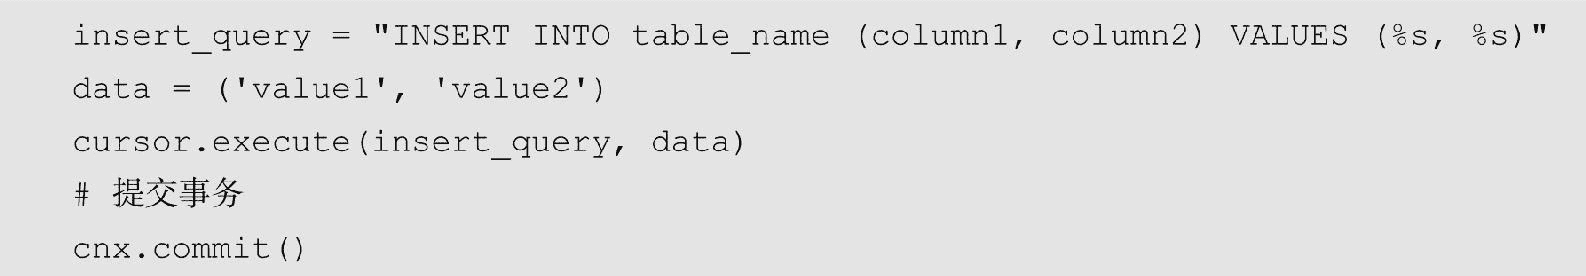 insert_query = "INSERT INTO table_name (column1, column2) VALUES (%s, %s)"
data = ('value1', 'value2')
cursor.execute(insert_query, data)
# 提交事务
cnx.commit()